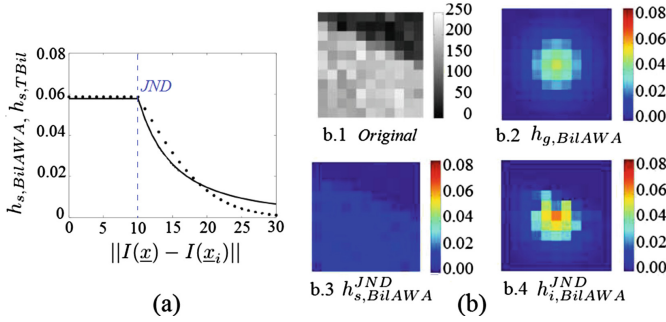 (a)
0.08
0.06
0.04
0.02
0
h_{s,BilAWA}, h_{s,TBil}
JND
0 5 10 15 20 25 30
||I(x) − I(x_i)||
250
200
150
100
50
0
b.1 Original
0.08
0.06
0.04
0.02
0.00
b.2 h_{g,BilAWA}
0.08
0.06
0.04
0.02
0.00
b.3 h^{JND}_{s,BilAWA}
0.08
0.06
0.04
0.02
0.00
b.4 h^{JND}_{i,BilAWA}
(a)
(b)